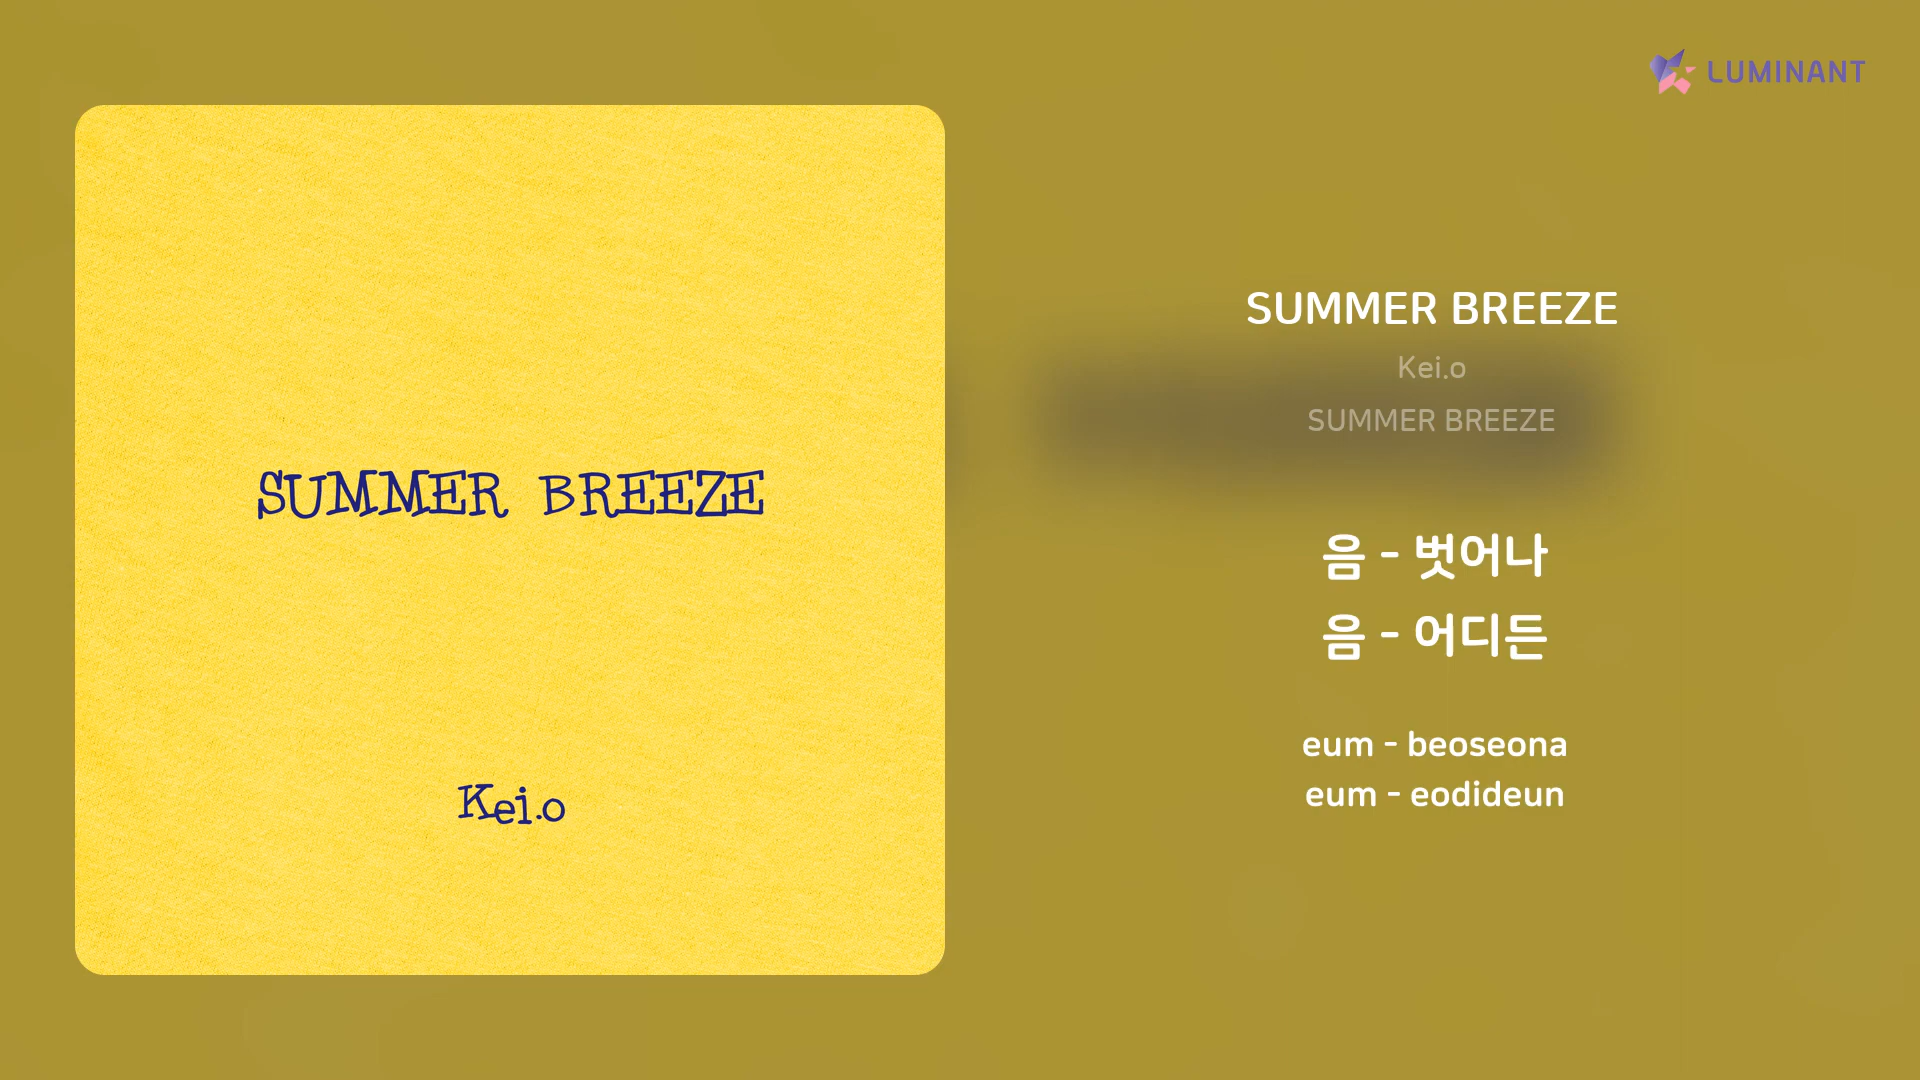 LUMINANT
SUMMER BREEZE
Kei.o
SUMMER BREEZE
Kei.o
SUMMER BREEZE
음 - 벗어나
음 - 어디든
eum - beoseona
eum - eodideun